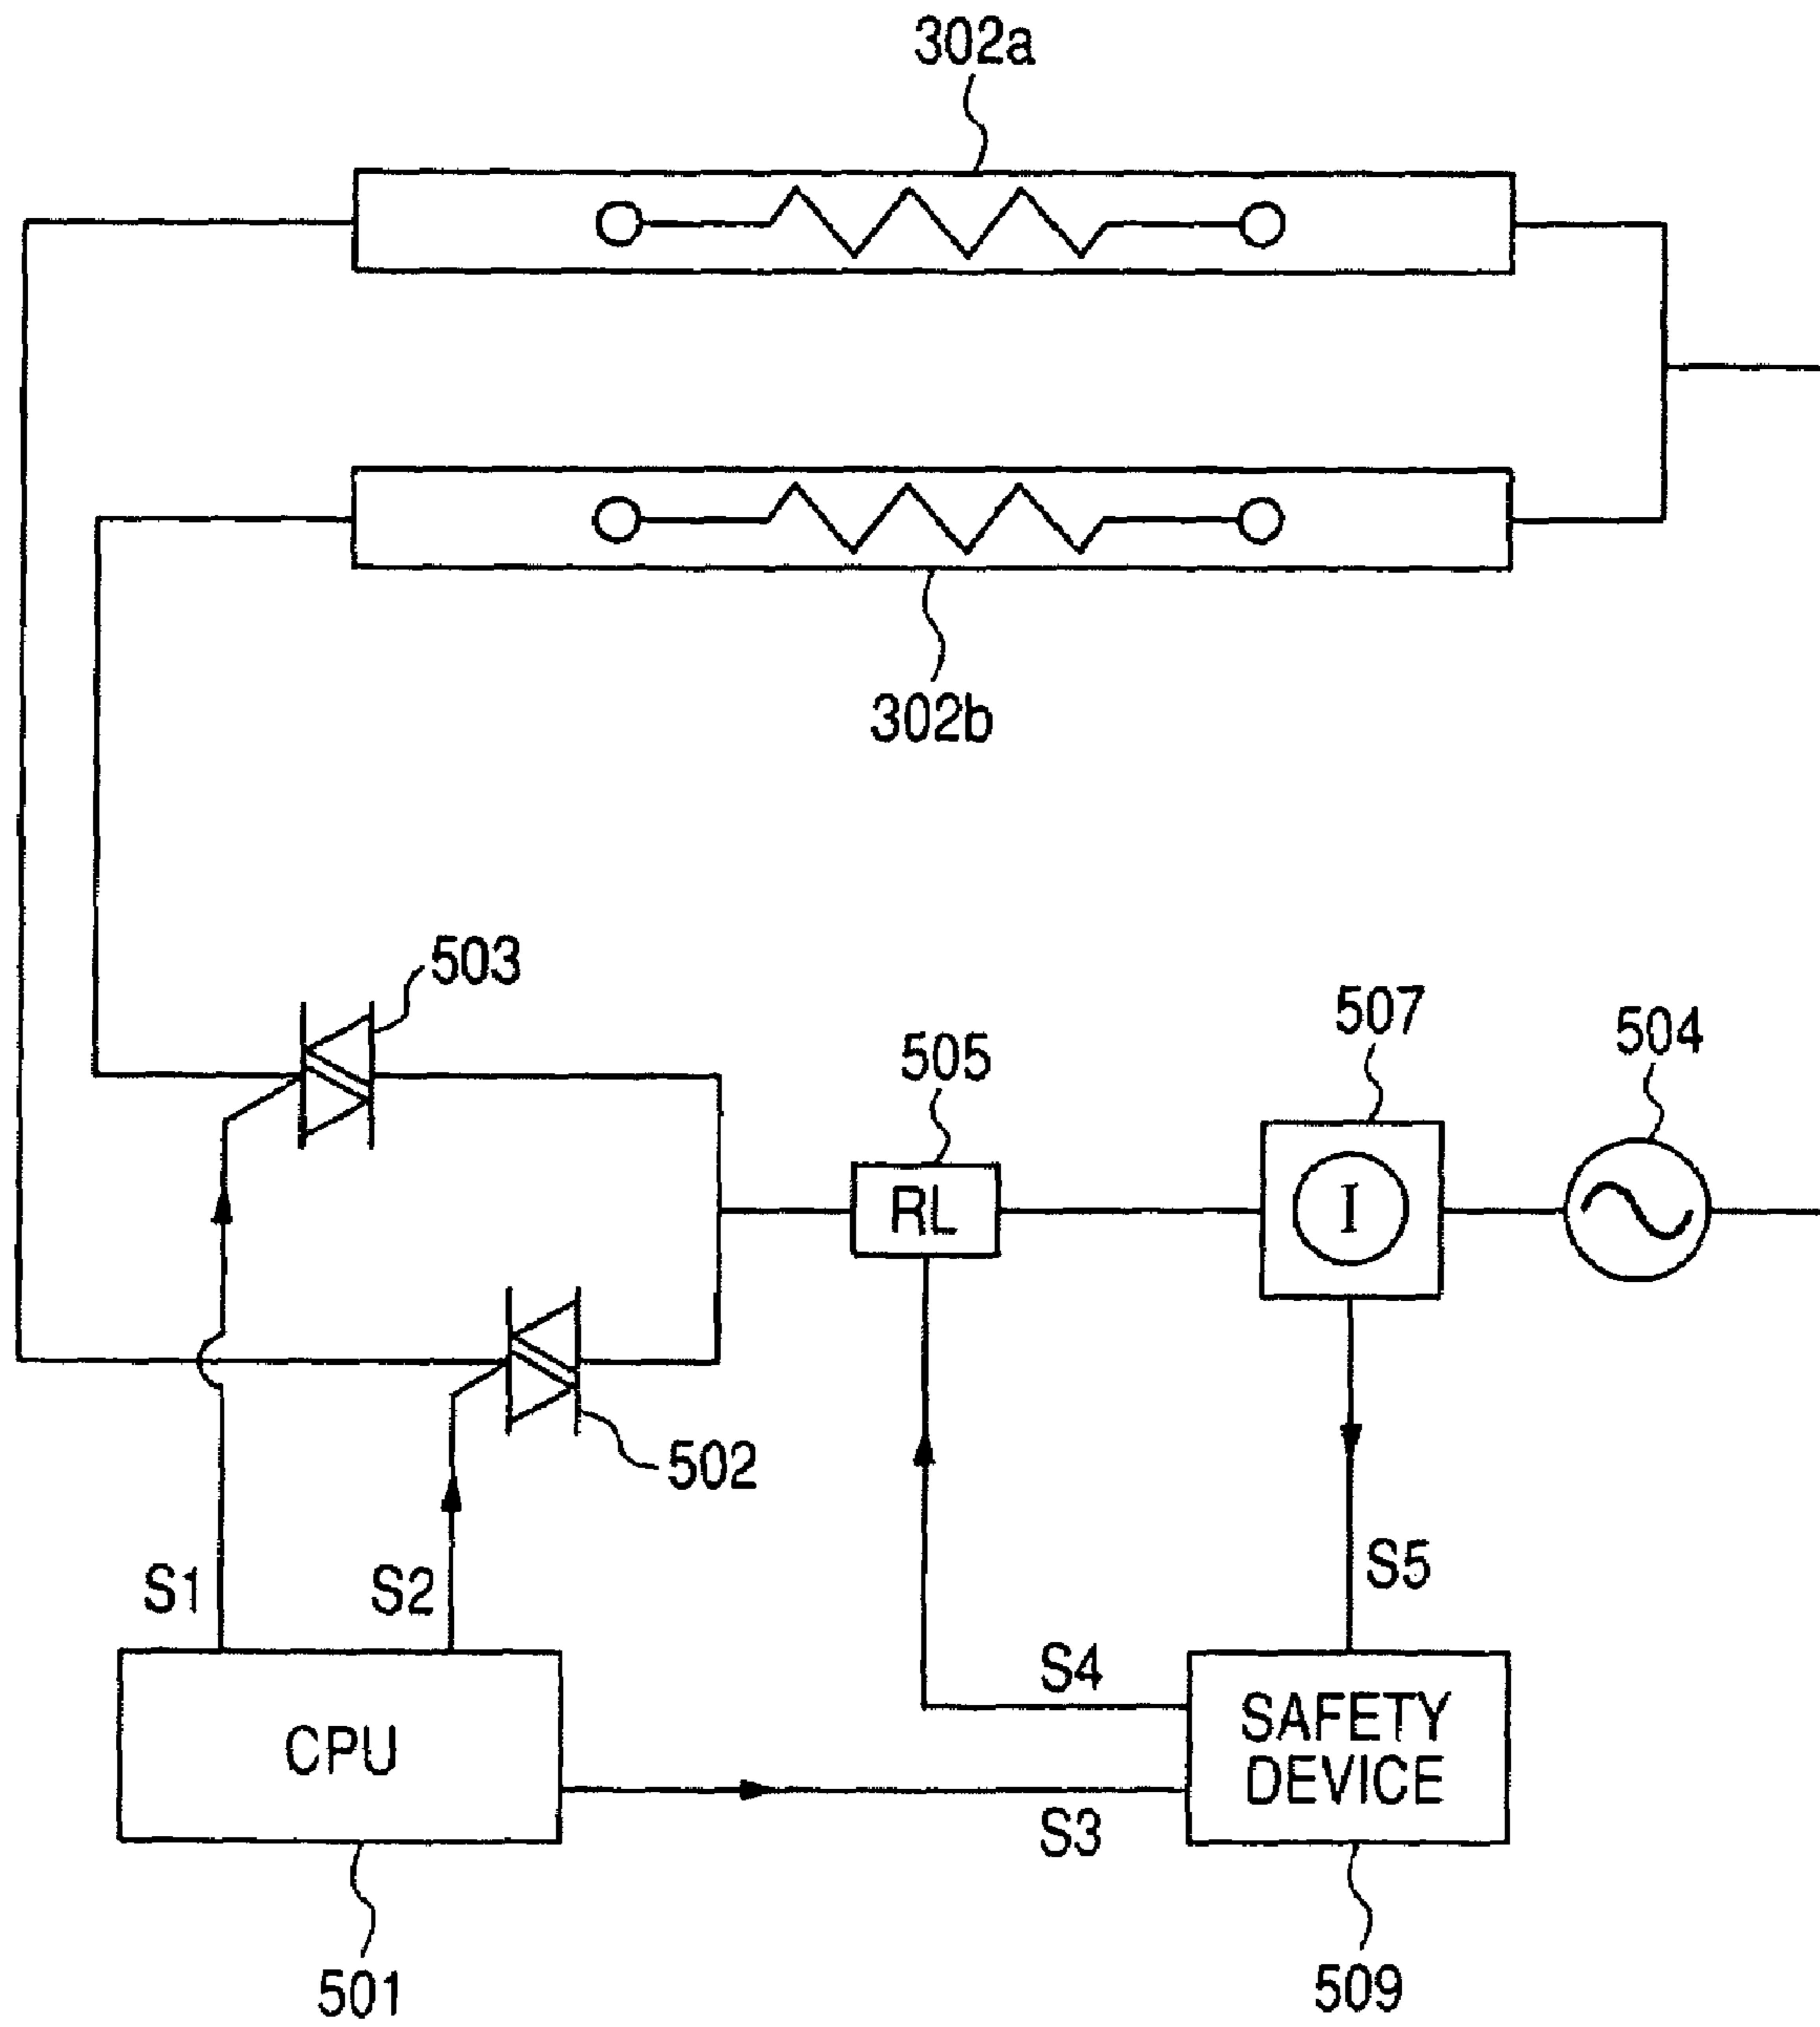 302a
302b
503
507
504
505
RL
I
502
S1
S2
S5
S4
CPU
SAFETY
DEVICE
S3
501
509